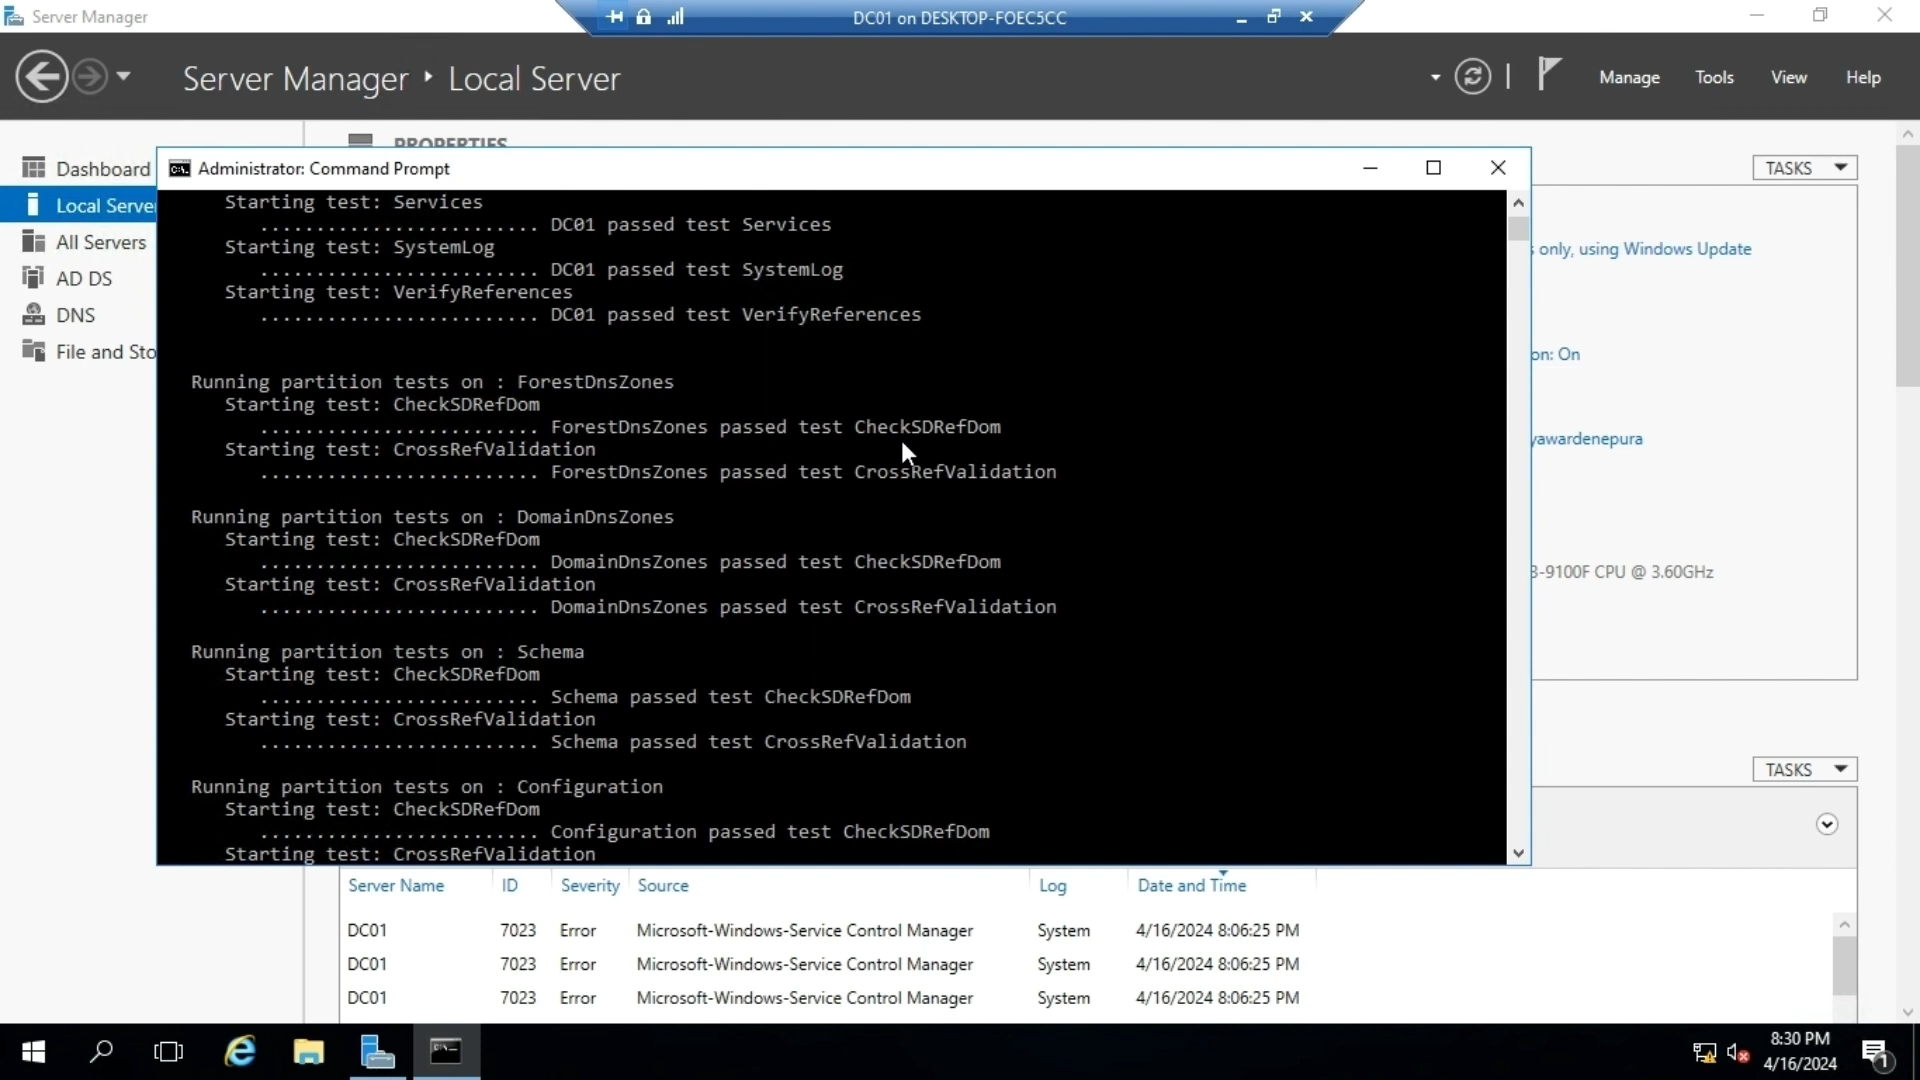 Server Manager
DC01 on DESKTOP-FOEC5CC
Server Manager • Local Server
Manage Tools View Help
PROPERTIES
Dashboard
Local Server
All Servers
AD DS
DNS
File and Sto
TASKS
Administrator: Command Prompt
Starting test: Services
......................... DC01 passed test Services
Starting test: SystemLog
......................... DC01 passed test SystemLog
Starting test: VerifyReferences
......................... DC01 passed test VerifyReferences
Running partition tests on : ForestDnsZones
Starting test: CheckSDRefDom
......................... ForestDnsZones passed test CheckSDRefDom
Starting test: CrossRefValidation
......................... ForestDnsZones passed test CrossRefValidation
Running partition tests on : DomainDnsZones
Starting test: CheckSDRefDom
......................... DomainDnsZones passed test CheckSDRefDom
Starting test: CrossRefValidation
......................... DomainDnsZones passed test CrossRefValidation
Running partition tests on : Schema
Starting test: CheckSDRefDom
......................... Schema passed test CheckSDRefDom
Starting test: CrossRefValidation
......................... Schema passed test CrossRefValidation
Running partition tests on : Configuration
Starting test: CheckSDRefDom
......................... Configuration passed test CheckSDRefDom
Starting test: CrossRefValidation
s only, using Windows Update
on: On
yawardenepura
3-9100F CPU @ 3.60GHz
TASKS
Server Name ID Severity Source Log Date and Time
DC01 7023 Error Microsoft-Windows-Service Control Manager System 4/16/2024 8:06:25 PM
DC01 7023 Error Microsoft-Windows-Service Control Manager System 4/16/2024 8:06:25 PM
DC01 7023 Error Microsoft-Windows-Service Control Manager System 4/16/2024 8:06:25 PM
8:30 PM
4/16/2024
1